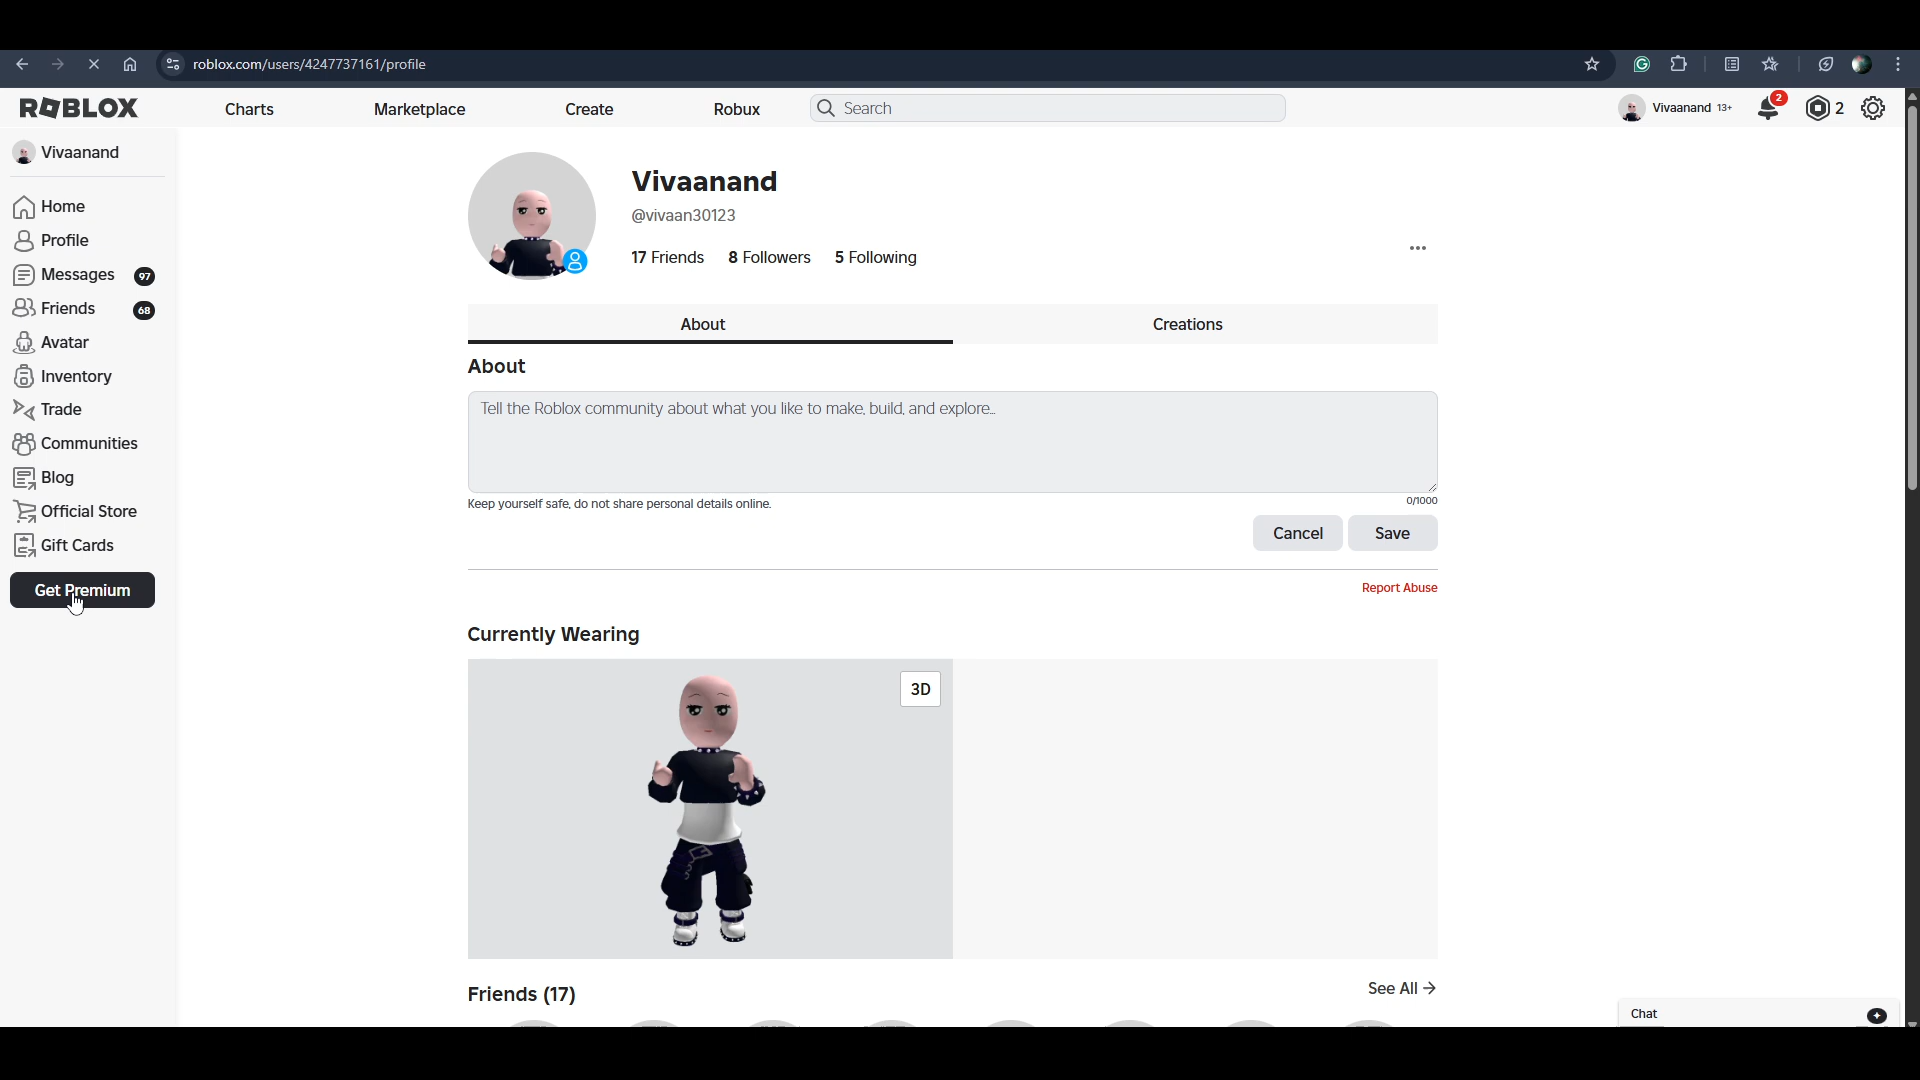 roblox.com/users/4247737161/profile
ROBLOX
Charts
Marketplace
Create
Robux
Search
Vivaanand 13+
2
2
Vivaanand
Home
Profile
Messages 97
Friends 68
Avatar
Inventory
Trade
Communities
Blog
Official Store
Gift Cards
Get Premium
Vivaanand
@vivaan30123
17 Friends 8 Followers 5 Following
About
Creations
About
Tell the Roblox community about what you like to make, build, and explore...
Keep yourself safe, do not share personal details online.
0/1000
Cancel
Save
Report Abuse
Currently Wearing
3D
Friends (17)
See All
Chat